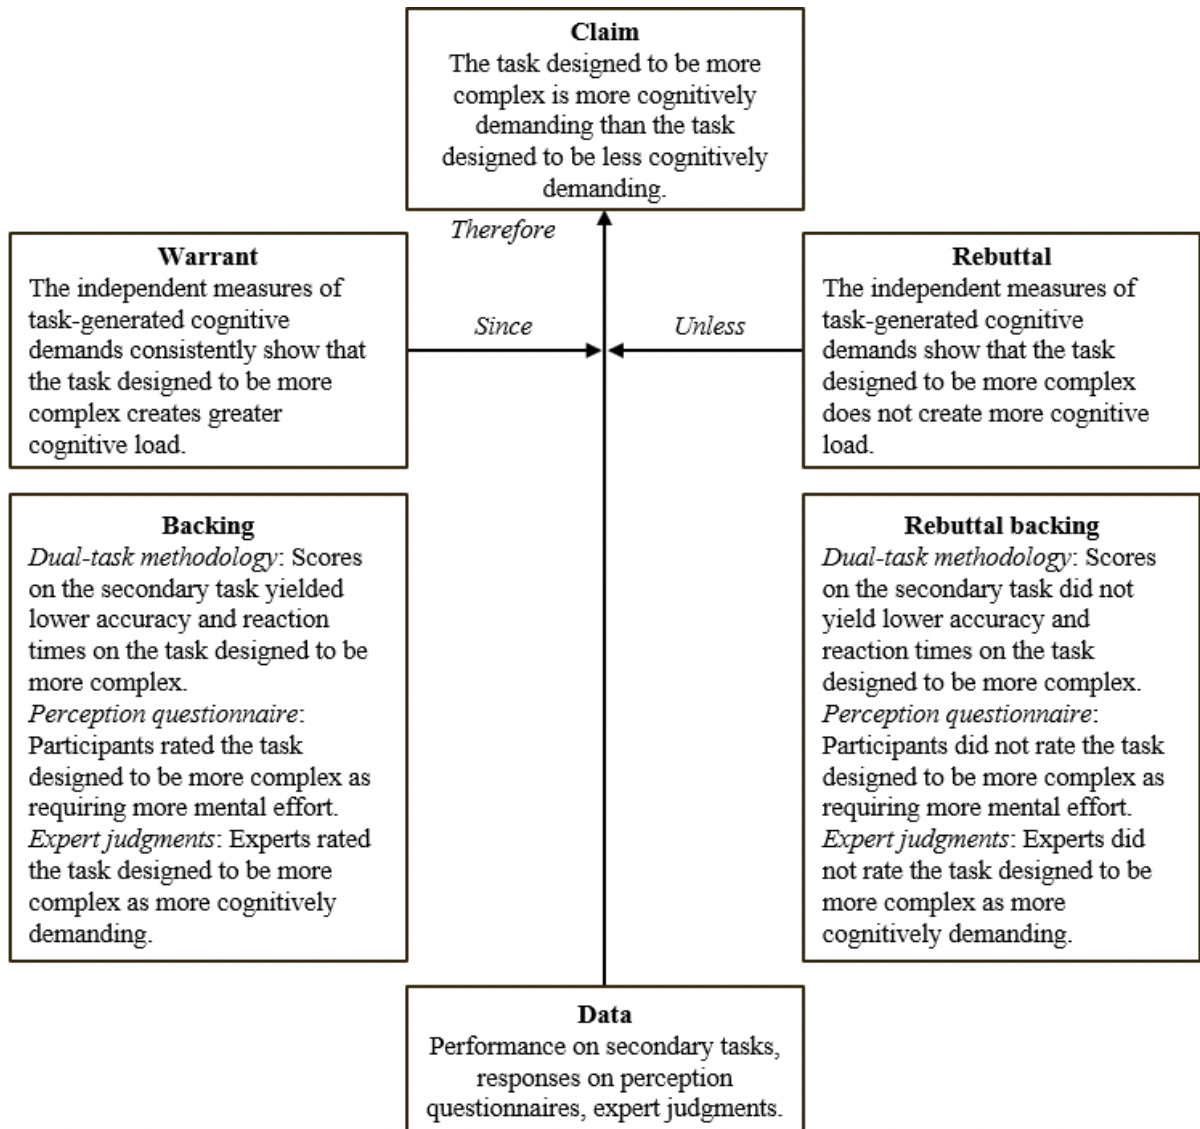 Claim
The task designed to be more
complex is more cognitively
demanding than the task
designed to be less cognitively
demanding.
Therefore
Warrant
The independent measures of
task-generated cognitive
demands consistently show that
the task designed to be more
complex creates greater
cognitive load.
Since
Unless
Rebuttal
The independent measures of
task-generated cognitive
demands show that the task
designed to be more complex
does not create more cognitive
load.
Backing
Dual-task methodology: Scores
on the secondary task yielded
lower accuracy and reaction
times on the task designed to be
more complex.
Perception questionnaire:
Participants rated the task
designed to be more complex as
requiring more mental effort.
Expert judgments: Experts rated
the task designed to be more
complex as more cognitively
demanding.
Rebuttal backing
Dual-task methodology: Scores
on the secondary task did not
yield lower accuracy and
reaction times on the task
designed to be more complex.
Perception questionnaire:
Participants did not rate the task
designed to be more complex as
requiring more mental effort.
Expert judgments: Experts did
not rate the task designed to be
more complex as more
cognitively demanding.
Data
Performance on secondary tasks,
responses on perception
questionnaires, expert judgments.